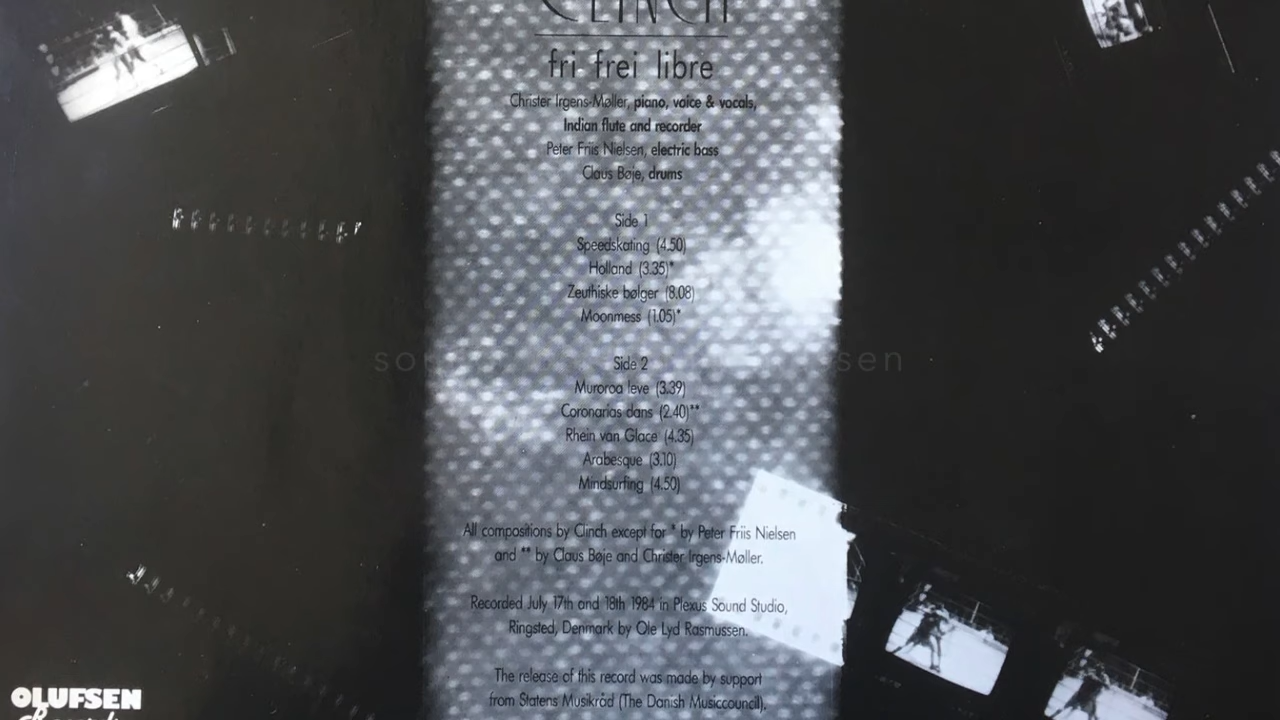 CLINCH
fri frei libre
Christer Irgens-Møller, piano, voice & vocals,
Indian flute and recorder
Peter Friis Nielsen, electric bass
Claus Bøje, drums
Side 1
Speedskating (4.50)
Holland (3.35)*
Zeuthiske bølger (8.08)
Moonmess (1.05)*
Side 2
Muroroa leve (3.39)
Coronarias dans (2.40)**
Rhein van Glace (4.35)
Arabesque (3.10)
Mindsurfing (4.50)
All compositions by Clinch except for * by Peter Friis Nielsen
and ** by Claus Bøje and Christer Irgens-Møller.
Recorded July 17th and 18th 1984 in Plexus Sound Studio,
Ringsted, Denmark by Ole Lyd Rasmussen.
The release of this record was made by support
from Statens Musikråd (The Danish Musiccouncil).
OLUFSEN